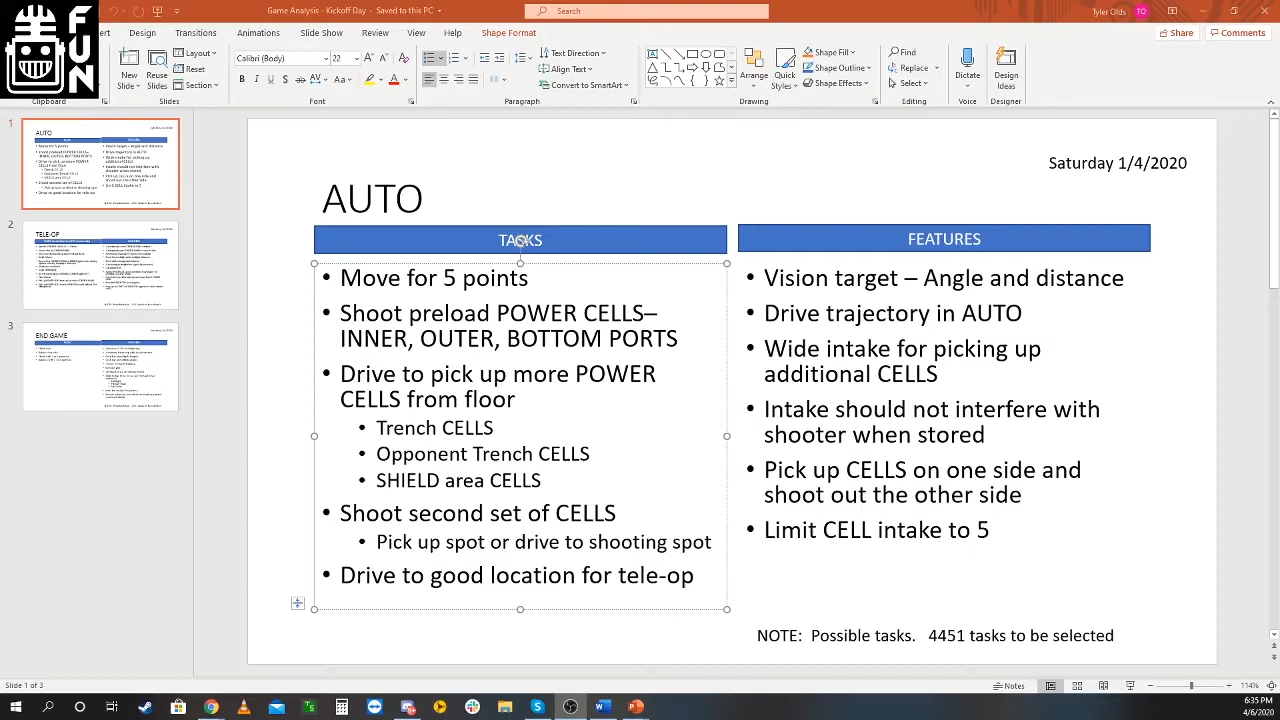 FUN
Game Analysis - Kickoff Day - Saved to this PC
Search
Tyler Olds
TO
Design
Transitions
Animations
Slide Show
Review
View
Help
Shape Format
Share
Comments
New
Slides
Reuse
Slides
Layout
Reset
Section
Calibri (Body)
22
Text Direction
Align Text
Convert to SmartArt
Arrange
Quick
Styles
Shape Fill
Shape Outline
Shape Effects
Find
Replace
Select
Dictate
Design
Ideas
Clipboard
Slides
Font
Paragraph
Drawing
Editing
Voice
Designer
1
AUTO
2
TELE-OP
3
END GAME
Saturday 1/4/2020
AUTO
TASKS
• Move for 5 points
• Shoot preload POWER CELLS–
INNER, OUTER, BOTTOM PORTS
• Drive to pick up more POWER
CELLS from floor
• Trench CELLS
• Opponent Trench CELLS
• SHIELD area CELLS
• Shoot second set of CELLS
• Pick up spot or drive to shooting spot
• Drive to good location for tele-op
FEATURES
• Vision target – Angle and distance
• Drive trajectory in AUTO
• Wide intake for picking up
additional CELLS
• Intake should not interfere with
shooter when stored
• Pick up CELLS on one side and
shoot out the other side
• Limit CELL intake to 5
NOTE: Possible tasks. 4451 tasks to be selected
Slide 1 of 3
Notes
114%
6:35 PM
4/6/2020